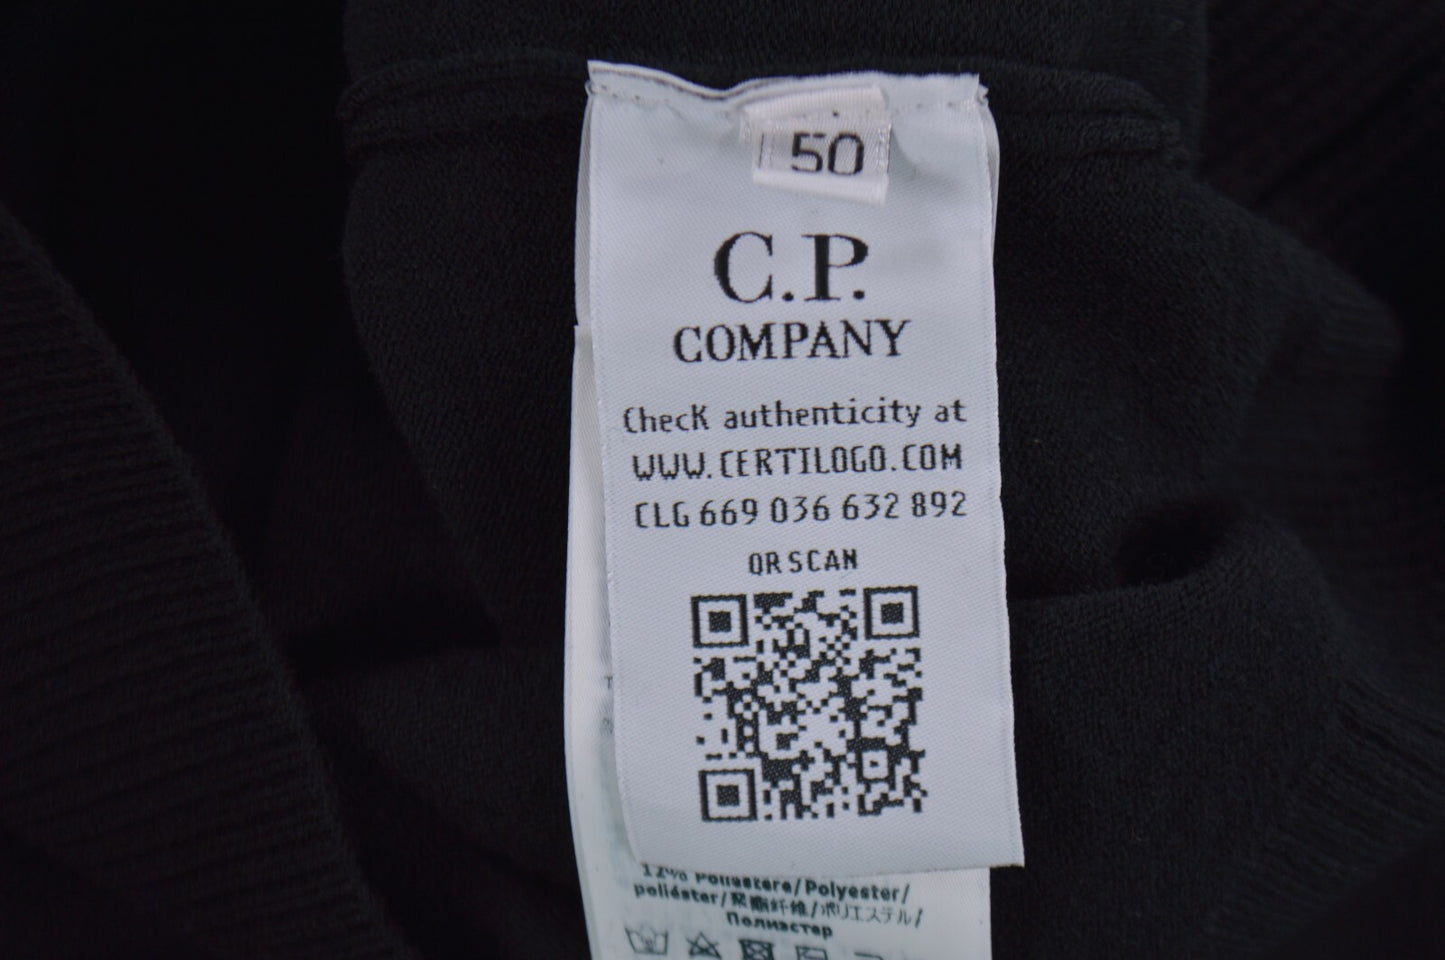 50
C.P.
COMPANY
Check authenticity at
WWW.CERTILOGO.COM
CLG 669 036 632 892
QR SCAN
12% Poliestere/Polyester/
poliéster/聚酯纤维/ポリエステル/
Полиэстер